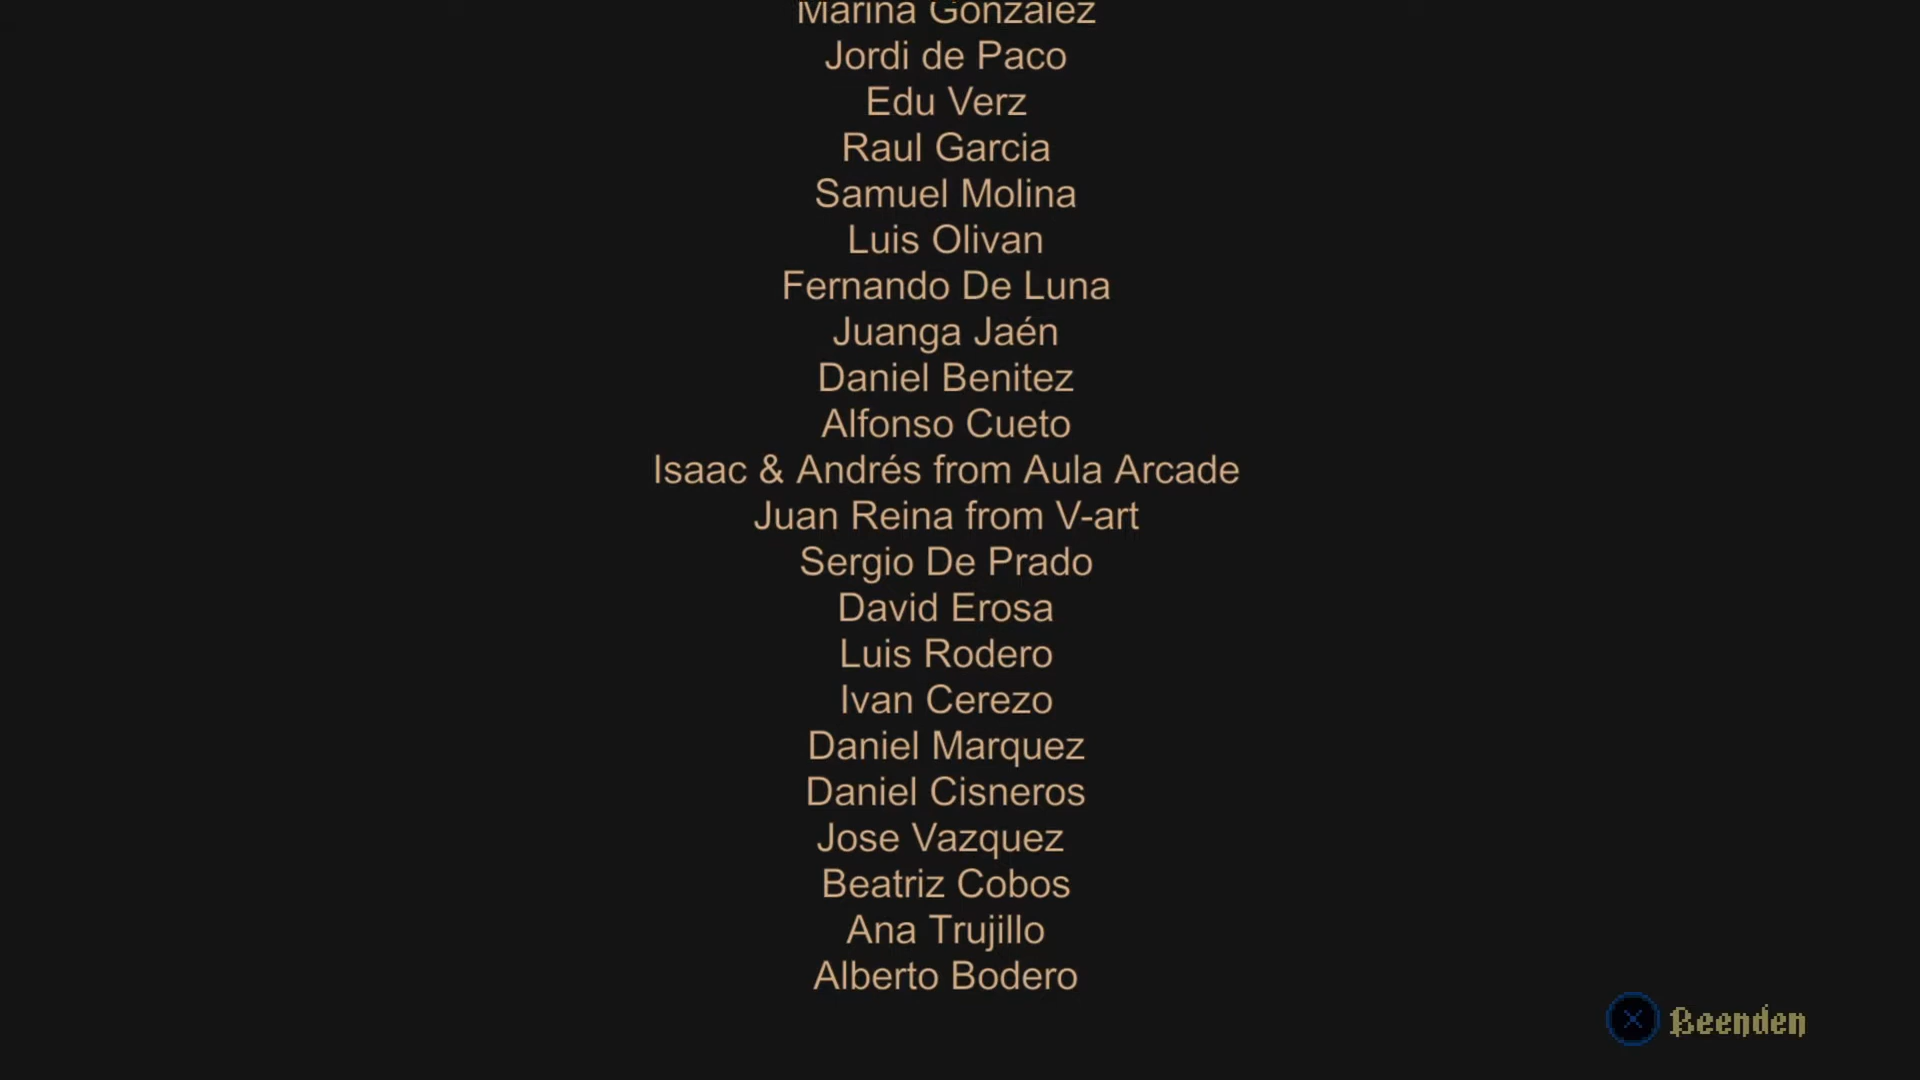 Marina Gonzalez
Jordi de Paco
Edu Verz
Raul Garcia
Samuel Molina
Luis Olivan
Fernando De Luna
Juanga Jaén
Daniel Benitez
Alfonso Cueto
Isaac & Andrés from Aula Arcade
Juan Reina from V-art
Sergio De Prado
David Erosa
Luis Rodero
Ivan Cerezo
Daniel Marquez
Daniel Cisneros
Jose Vazquez
Beatriz Cobos
Ana Trujillo
Alberto Bodero
Beenden